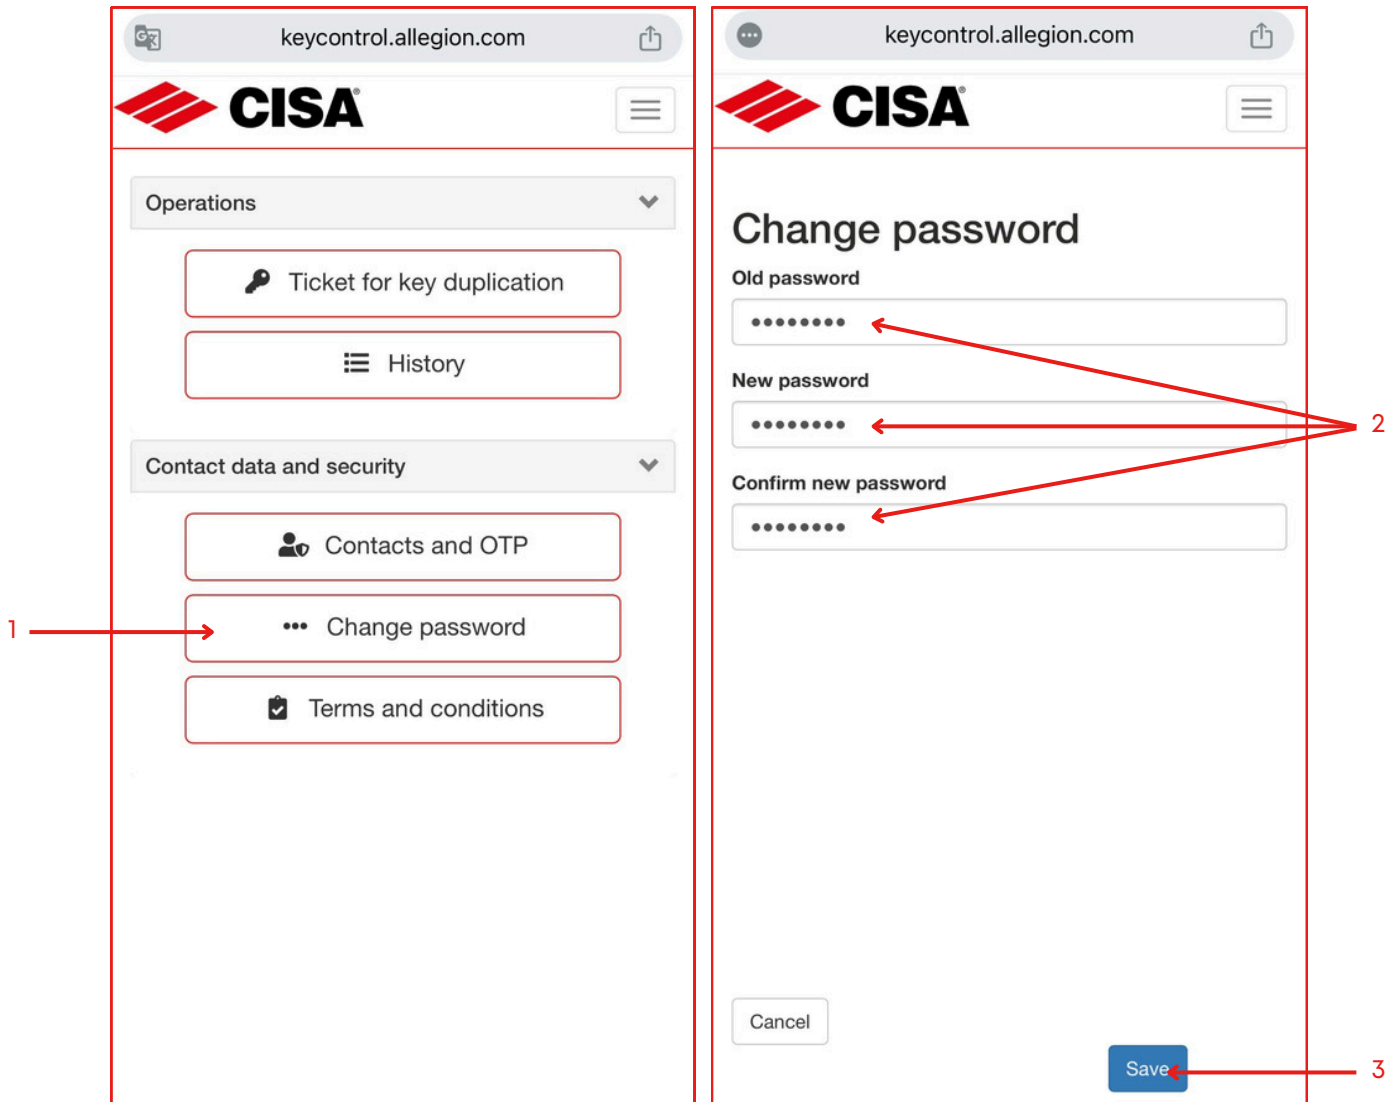 keycontrol.allegion.com
CISA®
Operations
Ticket for key duplication
History
Contact data and security
Contacts and OTP
1
Change password
Terms and conditions
keycontrol.allegion.com
CISA®
Change password
Old password
••••••••
New password
••••••••
2
Confirm new password
••••••••
Cancel
Save
3